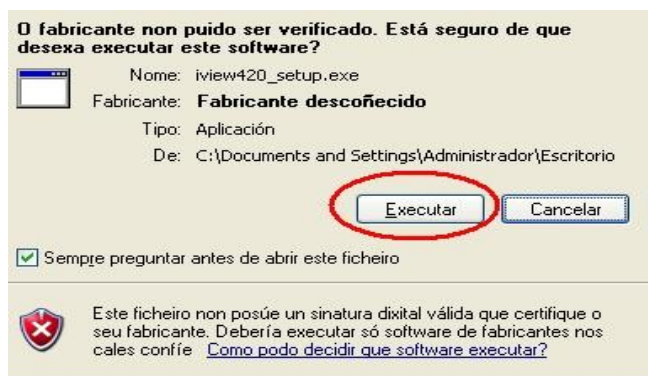 O fabricante non puido ser verificado. Está seguro de que
desexa executar este software?
Nome: iview420_setup.exe
Fabricante: Fabricante descoñecido
Tipo: Aplicación
De: C:\Documents and Settings\Administrador\Escritorio
Executar Cancelar
Sempre preguntar antes de abrir este ficheiro
Este ficheiro non posúe un sinatura dixital válida que certifique o
seu fabricante. Debería executar só software de fabricantes nos
cales confíe Como podo decidir que software executar?